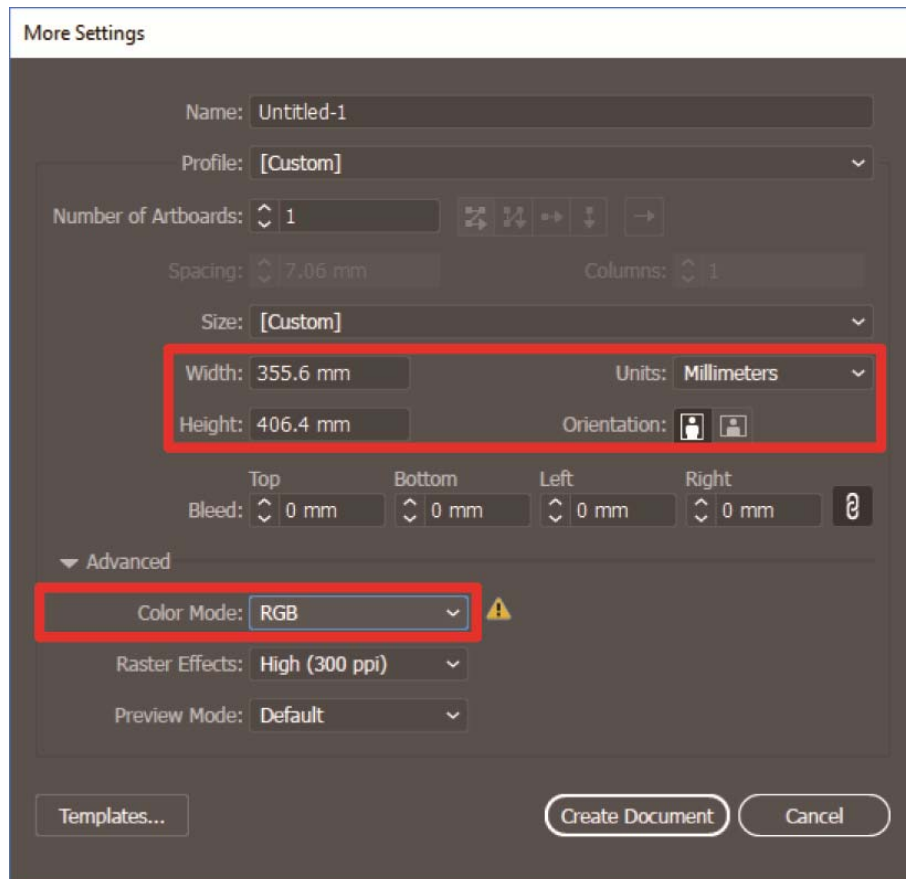 More Settings
Name: Untitled-1
Profile: [Custom]
Number of Artboards: 1
Spacing: 7.06 mm Columns: 1
Size: [Custom]
Width: 355.6 mm Units: Millimeters
Height: 406.4 mm Orientation:
Top Bottom Left Right
Bleed: 0 mm 0 mm 0 mm 0 mm
Advanced
Color Mode: RGB
Raster Effects: High (300 ppi)
Preview Mode: Default
Templates... Create Document Cancel